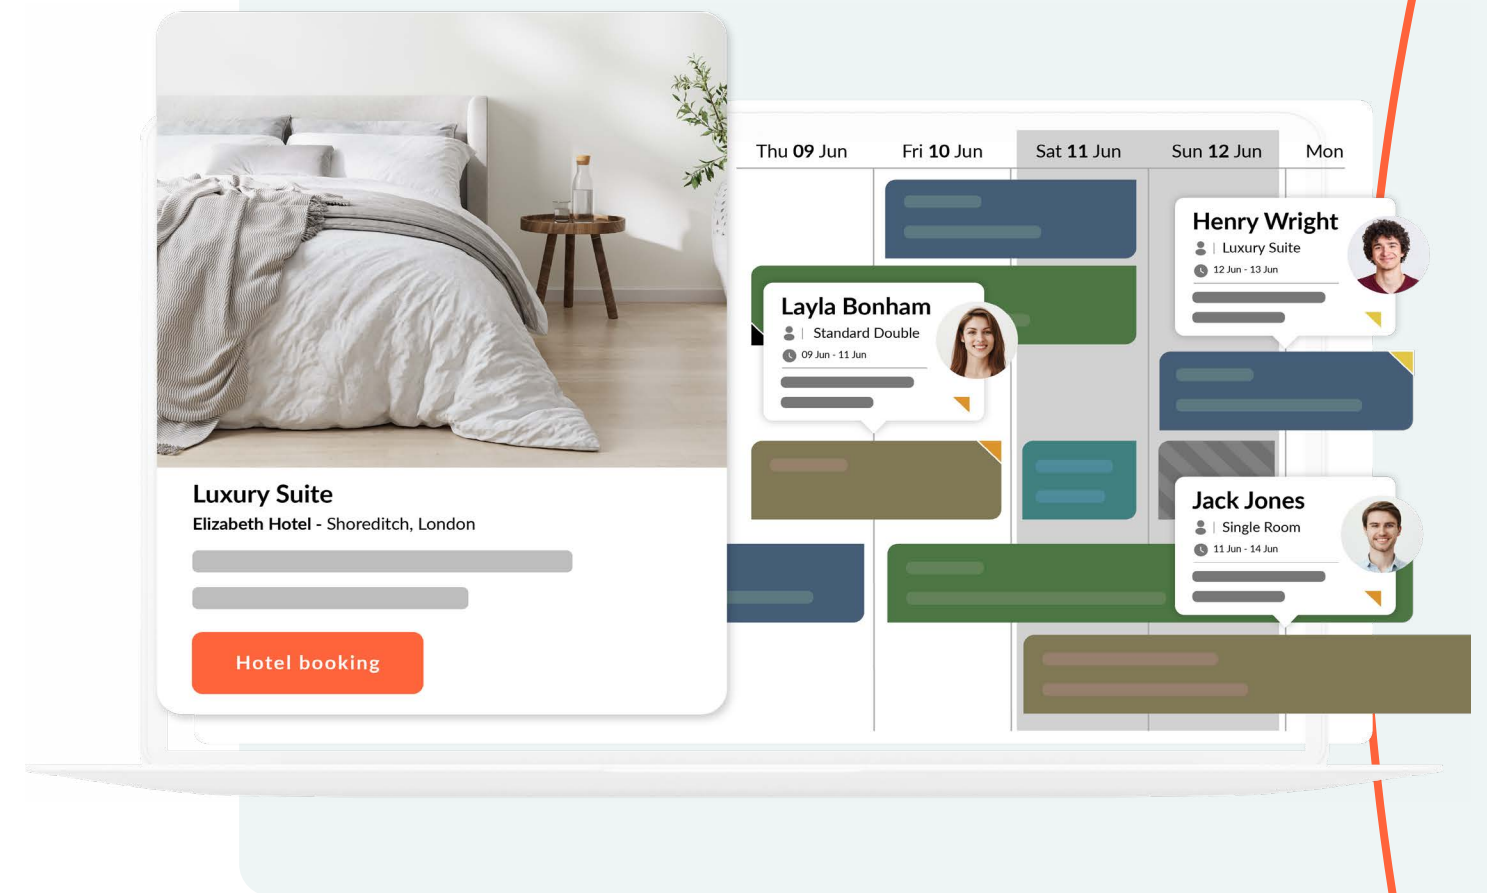 Thu 09 Jun
Fri 10 Jun
Sat 11 Jun
Sun 12 Jun
Mon
Henry Wright
Luxury Suite
12 Jun - 13 Jun
Layla Bonham
Standard Double
09 Jun - 11 Jun
Luxury Suite
Elizabeth Hotel - Shoreditch, London
Hotel booking
Jack Jones
Single Room
11 Jun - 14 Jun